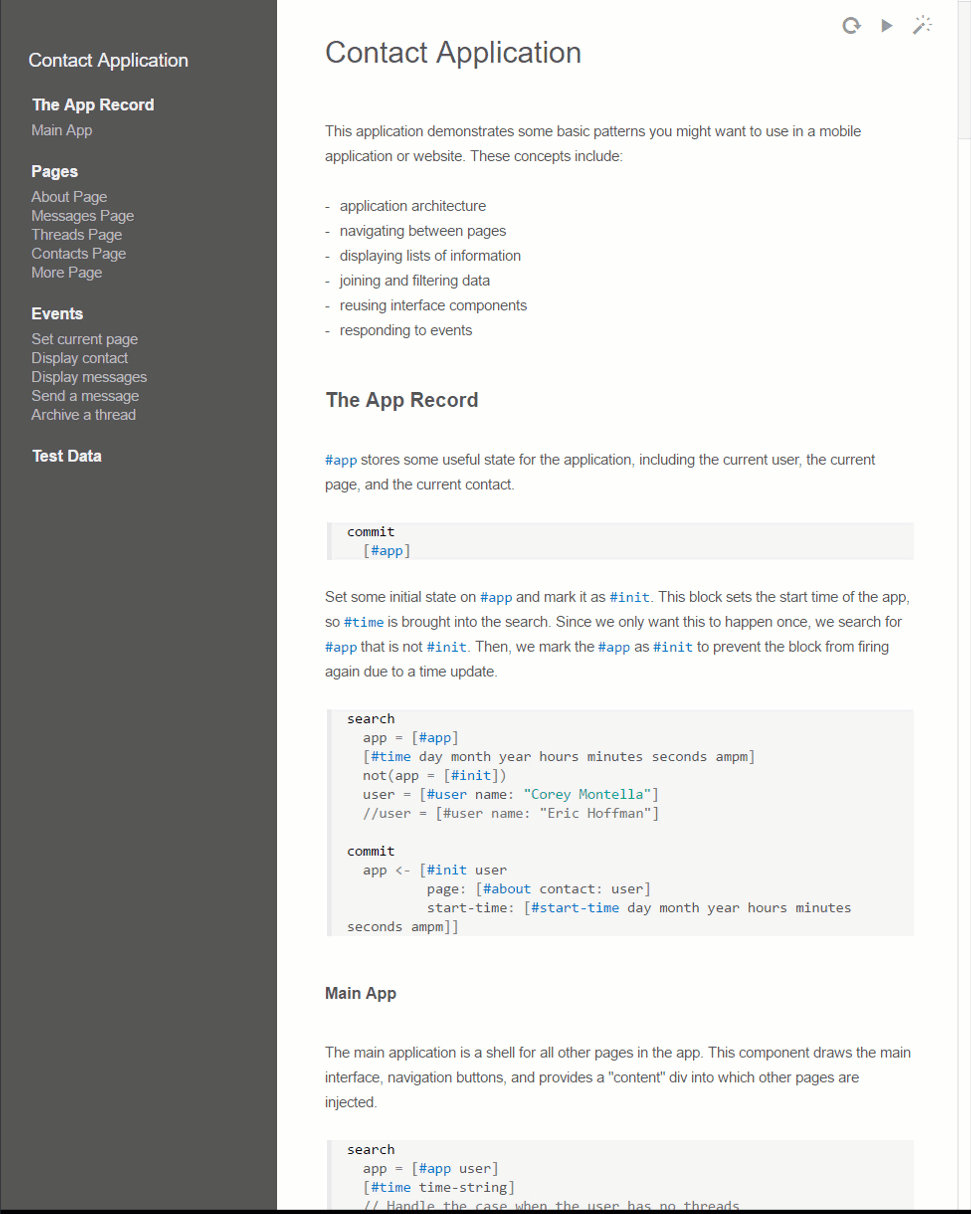 Contact Application
The App Record
Main App
Pages
About Page
Messages Page
Threads Page
Contacts Page
More Page
Events
Set current page
Display contact
Display messages
Send a message
Archive a thread
Test Data
Contact Application
This application demonstrates some basic patterns you might want to use in a mobile
application or website. These concepts include:
- application architecture
- navigating between pages
- displaying lists of information
- joining and filtering data
- reusing interface components
- responding to events
The App Record
#app stores some useful state for the application, including the current user, the current
page, and the current contact.
commit
  [#app]
Set some initial state on #app and mark it as #init. This block sets the start time of the app,
so #time is brought into the search. Since we only want this to happen once, we search for
#app that is not #init. Then, we mark the #app as #init to prevent the block from firing
again due to a time update.
search
  app = [#app]
  [#time day month year hours minutes seconds ampm]
  not(app = [#init])
  user = [#user name: "Corey Montella"]
  //user = [#user name: "Eric Hoffman"]
commit
  app <- [#init user
          page: [#about contact: user]
          start-time: [#start-time day month year hours minutes
seconds ampm]]
Main App
The main application is a shell for all other pages in the app. This component draws the main
interface, navigation buttons, and provides a "content" div into which other pages are
injected.
search
  app = [#app user]
  [#time time-string]
  // Handle the case when the user has no threads